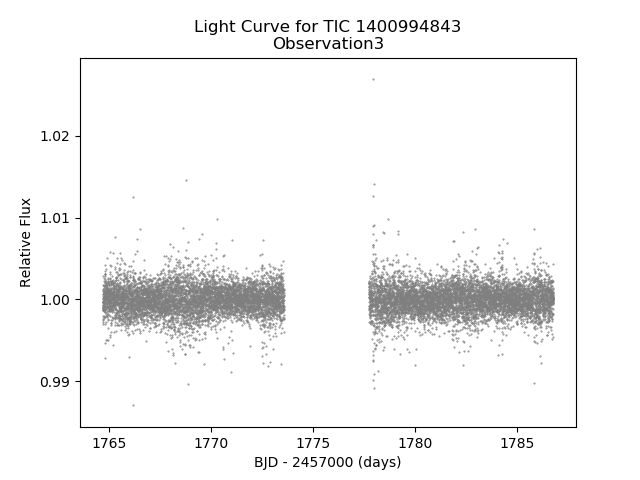 Light Curve for TIC 1400994843
Observation3
1.02
1.01
1.00
0.99
Relative Flux
1765 1770 1775 1780 1785
BJD - 2457000 (days)